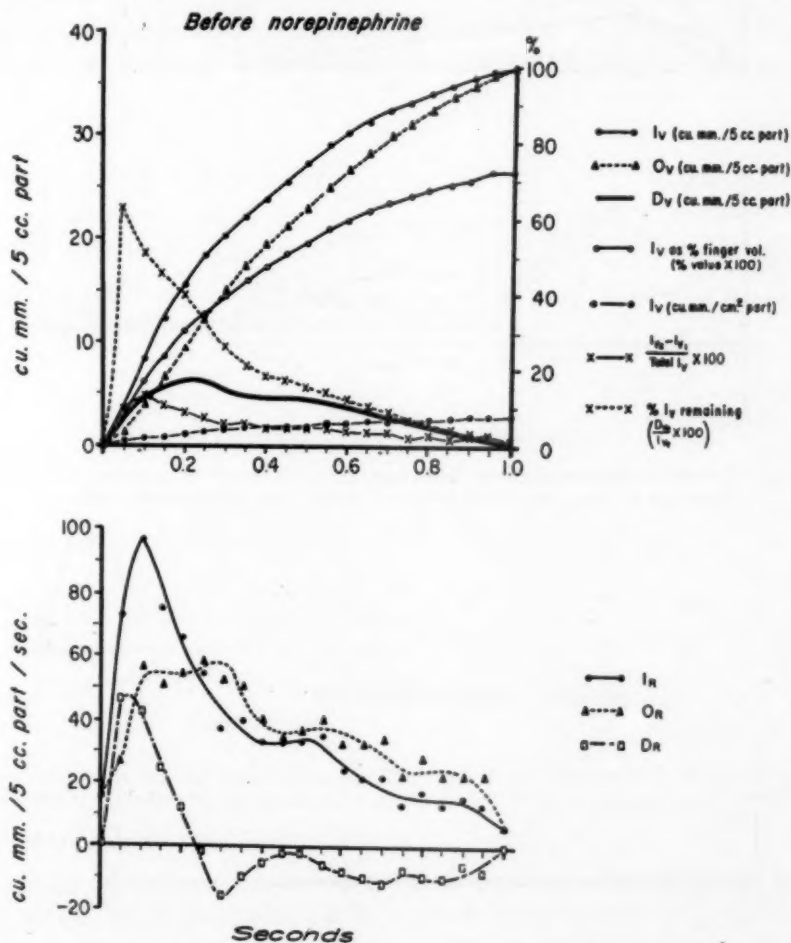 Before norepinephrine
40
30
20
10
0
cu. mm. / 5 cc. part
%
100
80
60
40
20
0
0.2
0.4
0.6
0.8
1.0
Iv (cu. mm./5 cc. part)
Ov (cu. mm./5 cc. part)
Dv (cu. mm./5 cc. part)
Iv as % finger vol.
(% value X100)
Iv (cu. mm./cm² part)
X100
Total Iv
% Iv remaining
X100
100
80
60
40
20
0
-20
cu. mm. /5 cc. part / sec.
IR
OR
DR
Seconds